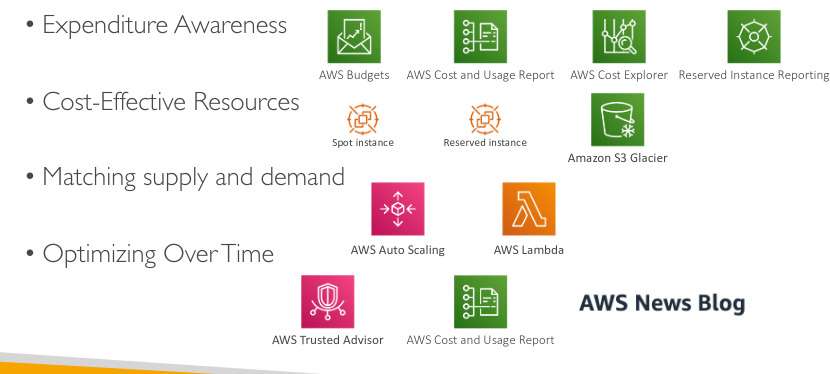 • Expenditure Awareness
AWS Budgets
AWS Cost and Usage Report
AWS Cost Explorer
Reserved Instance Reporting
• Cost-Effective Resources
Spot instance
Reserved instance
Amazon S3 Glacier
• Matching supply and demand
AWS Auto Scaling
AWS Lambda
• Optimizing Over Time
AWS Trusted Advisor
AWS Cost and Usage Report
AWS News Blog